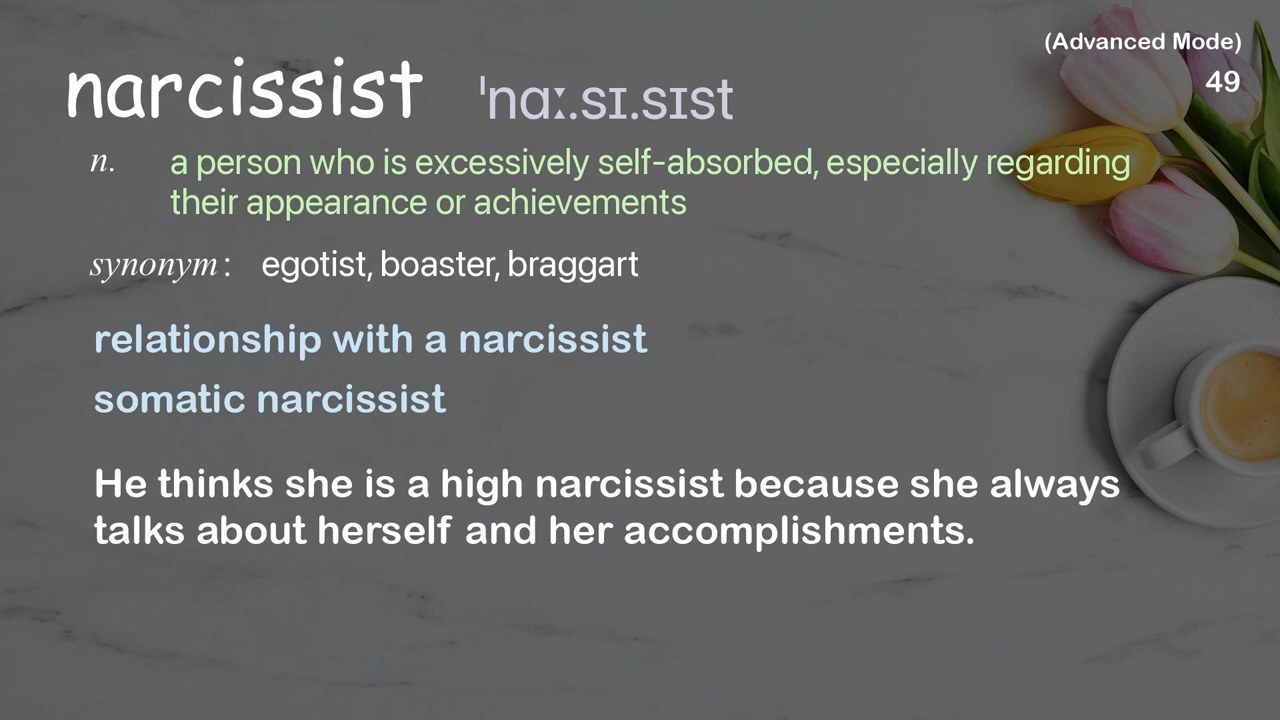 (Advanced Mode)
narcissist ˈnɑː.sɪ.sɪst
49
n. a person who is excessively self-absorbed, especially regarding
their appearance or achievements
synonym: egotist, boaster, braggart
relationship with a narcissist
somatic narcissist
He thinks she is a high narcissist because she always
talks about herself and her accomplishments.